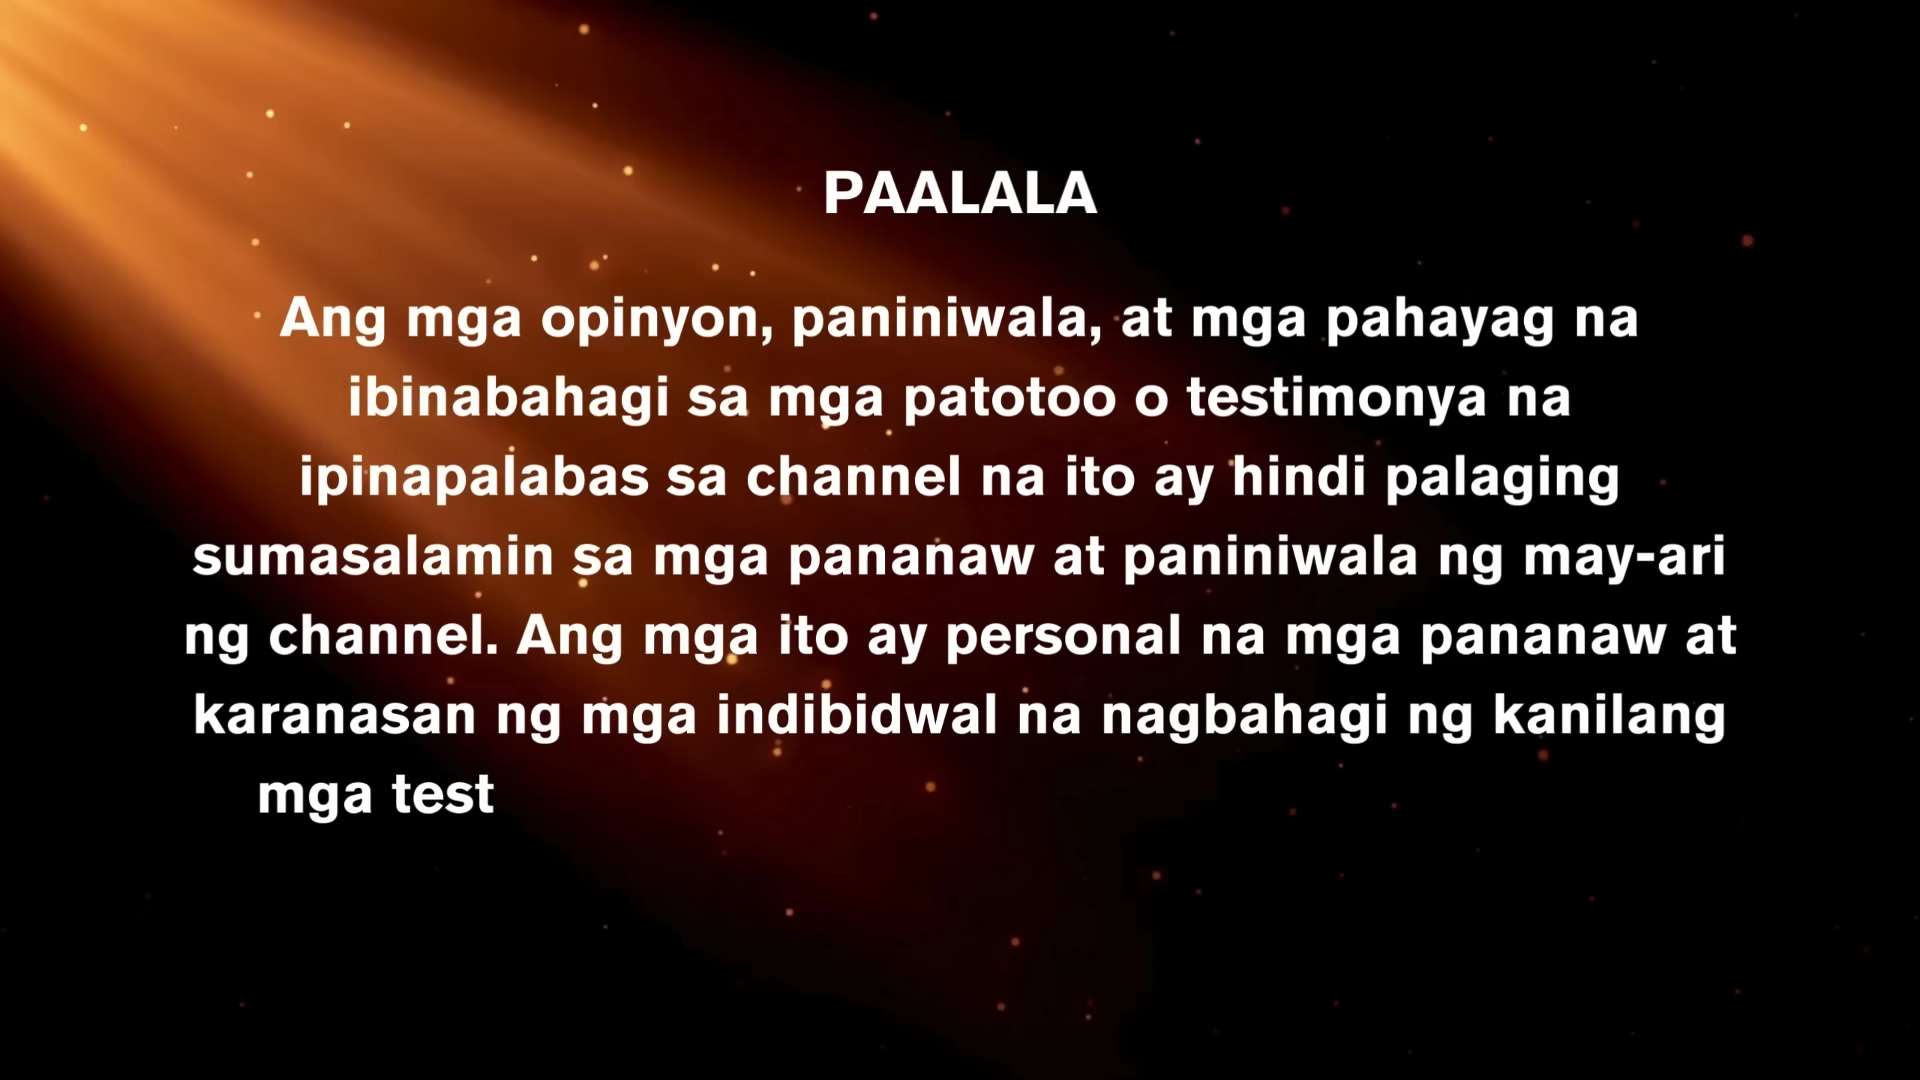 PAALALA
Ang mga opinyon, paniniwala, at mga pahayag na
ibinabahagi sa mga patotoo o testimonya na
ipinapalabas sa channel na ito ay hindi palaging
sumasalamin sa mga pananaw at paniniwala ng may-ari
ng channel. Ang mga ito ay personal na mga pananaw at
karanasan ng mga indibidwal na nagbahagi ng kanilang
mga test